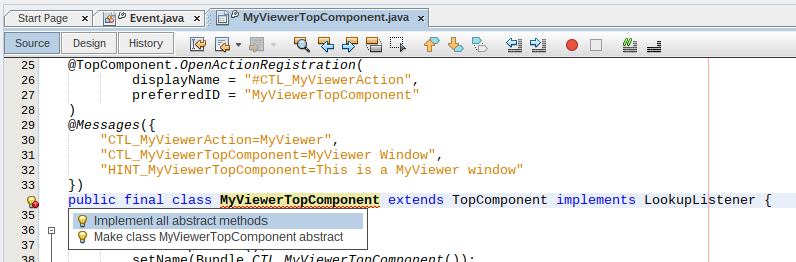 Start Page × Event.java × MyViewerTopComponent.java ×
Source Design History
25 @TopComponent.OpenActionRegistration(
26 displayName = "#CTL_MyViewerAction",
27 preferredID = "MyViewerTopComponent"
28 )
29 @Messages({
30 "CTL_MyViewerAction=MyViewer",
31 "CTL_MyViewerTopComponent=MyViewer Window",
32 "HINT_MyViewerTopComponent=This is a MyViewer window"
33 })
public final class MyViewerTopComponent extends TopComponent implements LookupListener {
35
Implement all abstract methods
36
37
Make class MyViewerTopComponent abstract
38 setName(Bundle.CTL_MyViewerTopComponent());